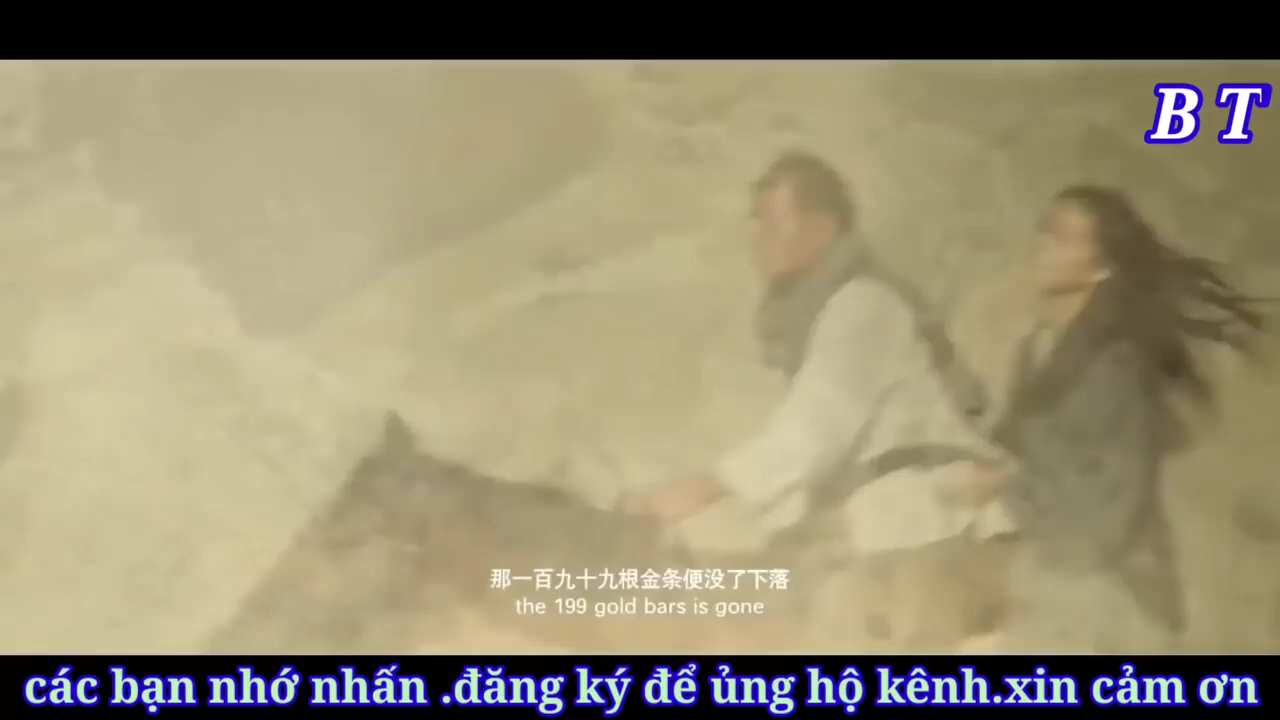 B T
那一百九十九根金条便没了下落
the 199 gold bars is gone
các bạn nhớ nhấn .đăng ký để ủng hộ kênh.xin cảm ơn